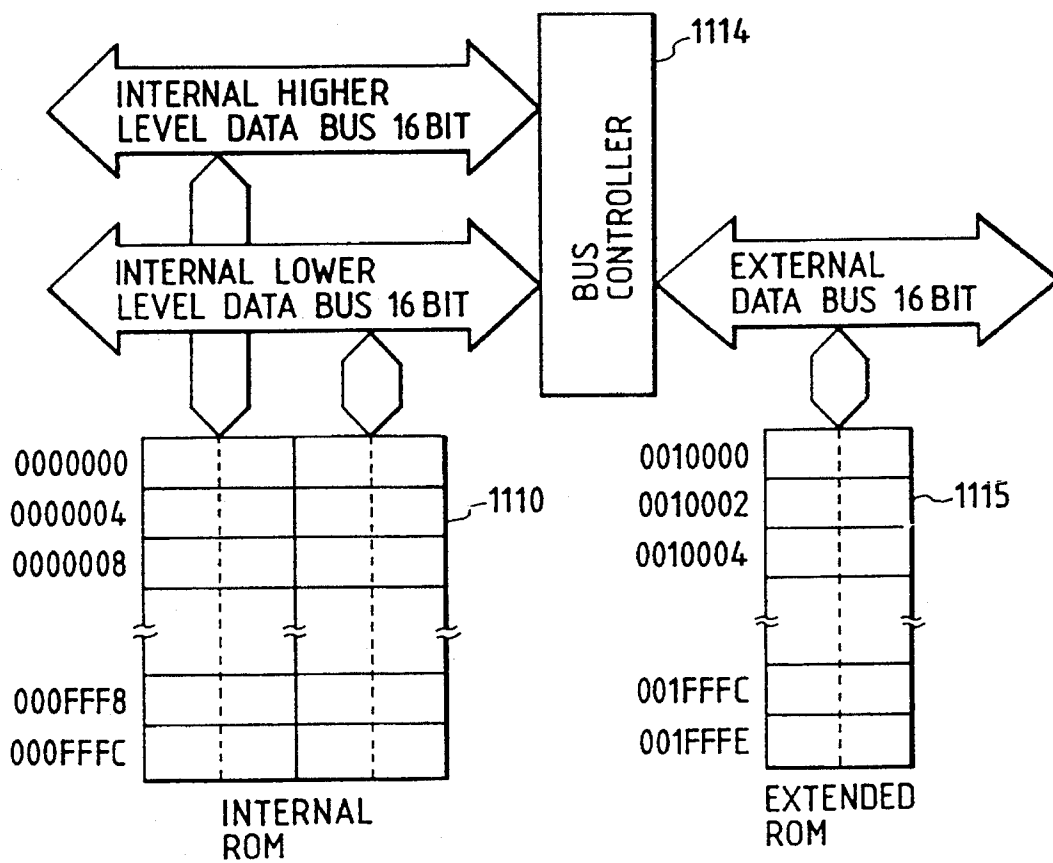 1114
INTERNAL HIGHER
LEVEL DATA BUS 16 BIT
INTERNAL LOWER
LEVEL DATA BUS 16 BIT
BUS
CONTROLLER
EXTERNAL
DATA BUS 16 BIT
0000000
0000004
0000008
000FFF8
000FFFC
1110
INTERNAL
ROM
0010000
0010002
0010004
001FFFC
001FFFE
1115
EXTENDED
ROM